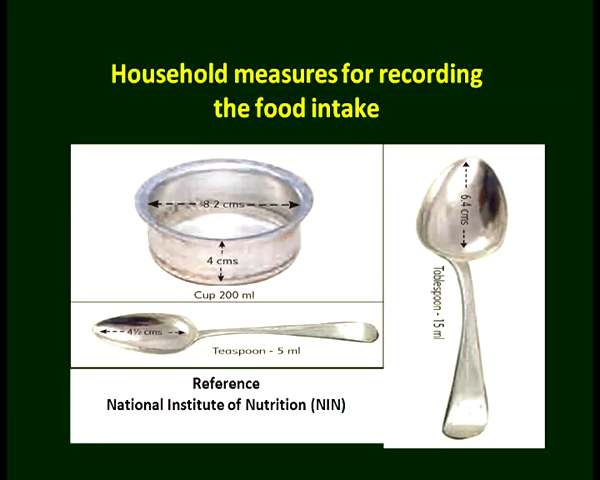 Household measures for recording
the food intake
8.2 cms
4 cms
Cup 200 ml
4½ cms
Teaspoon - 5 ml
6.4 cms
Tablespoon - 15 ml
Reference
National Institute of Nutrition (NIN)